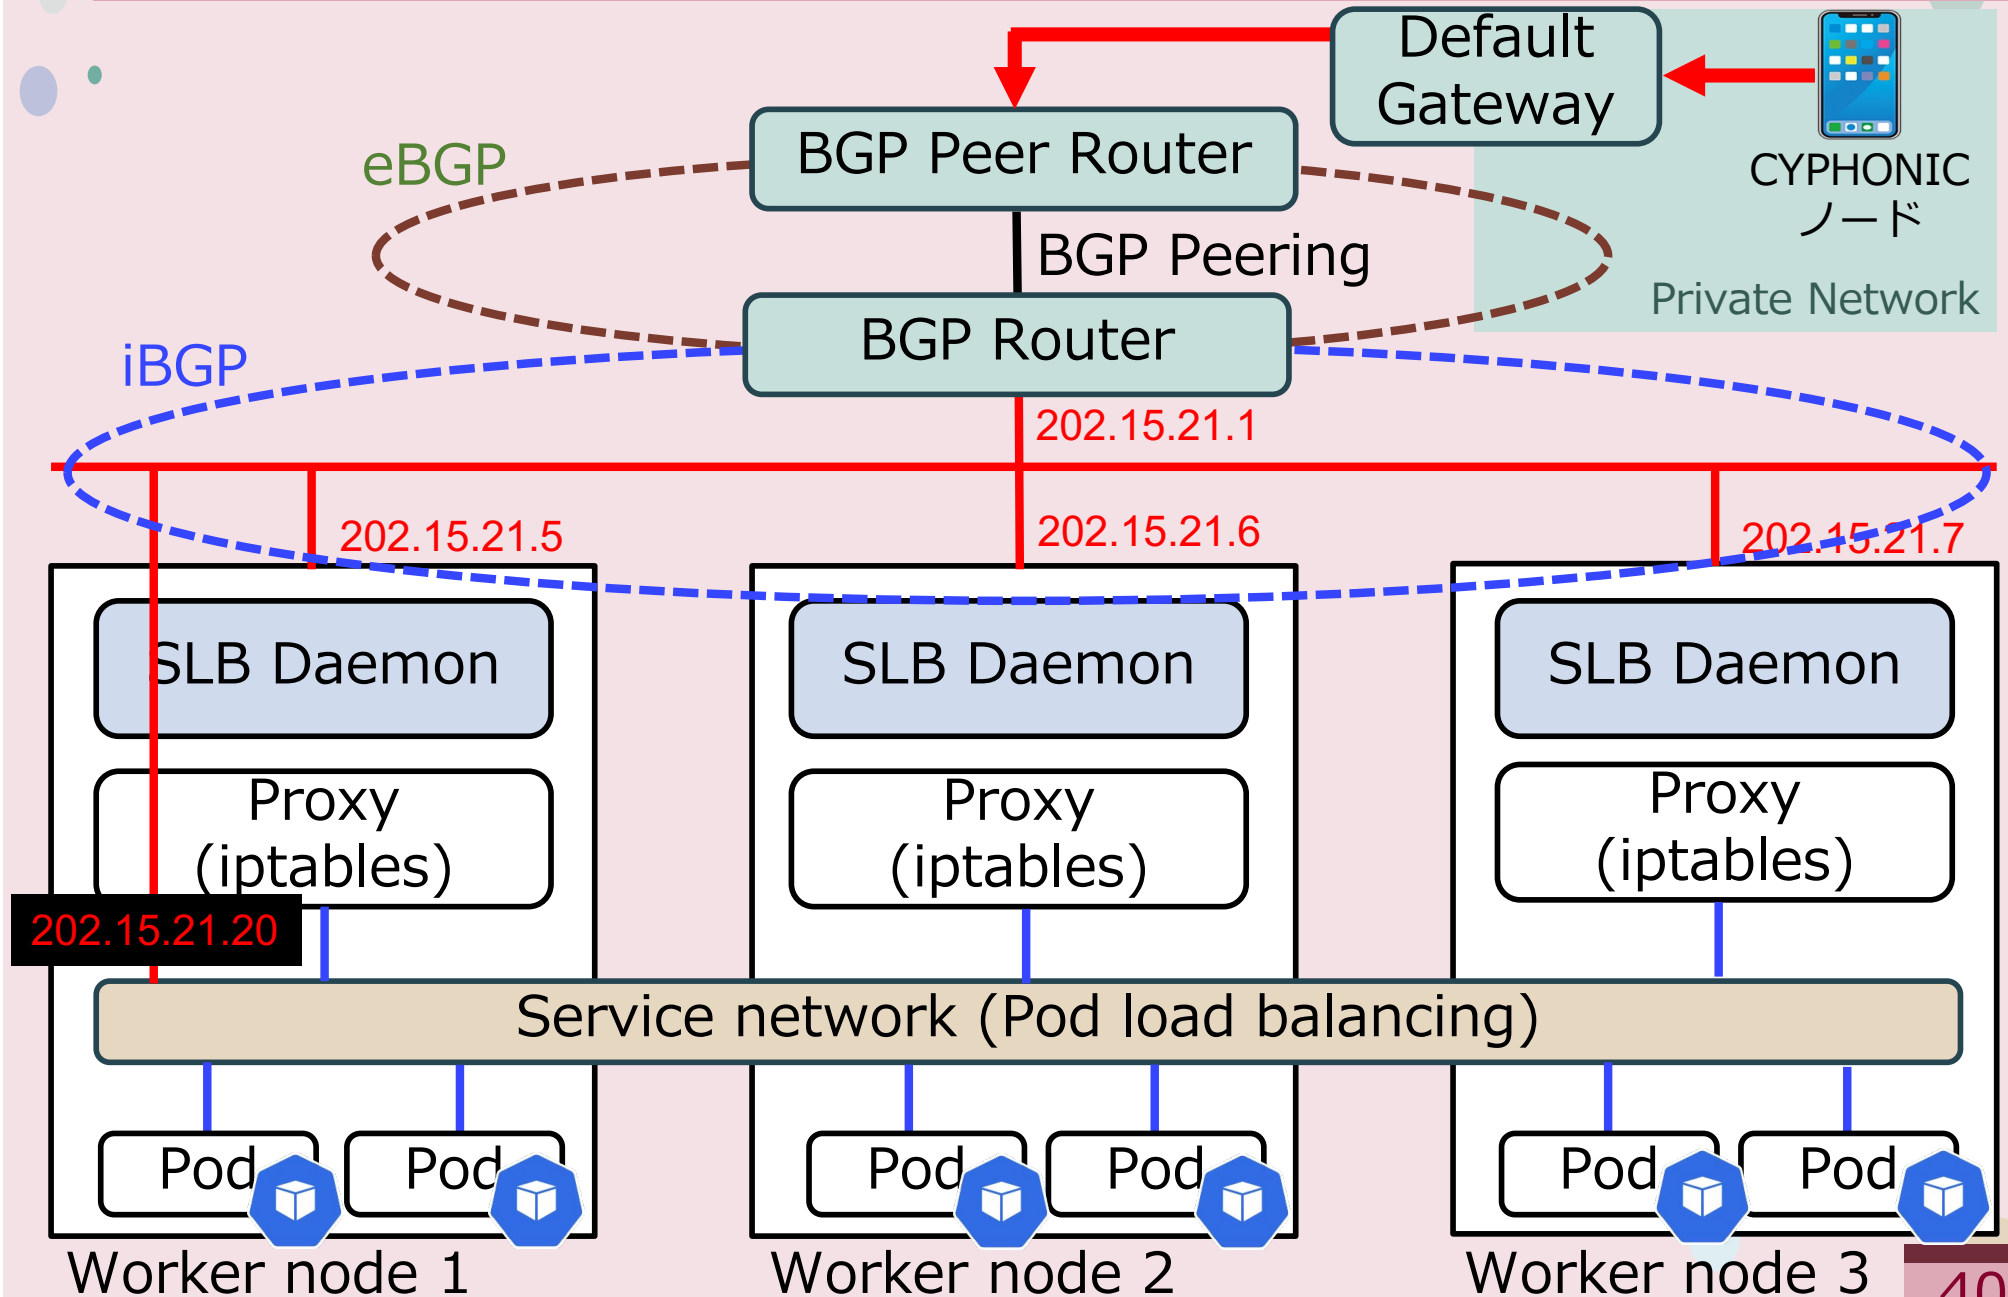 Default
Gateway
BGP Peer Router
eBGP
CYPHONIC
ノード
BGP Peering
Private Network
BGP Router
iBGP
202.15.21.1
202.15.21.5
202.15.21.6
202.15.21.7
SLB Daemon
SLB Daemon
SLB Daemon
Proxy
(iptables)
Proxy
(iptables)
Proxy
(iptables)
202.15.21.20
Service network (Pod load balancing)
Pod
Pod
Pod
Pod
Pod
Pod
Worker node 1
Worker node 2
Worker node 3
40